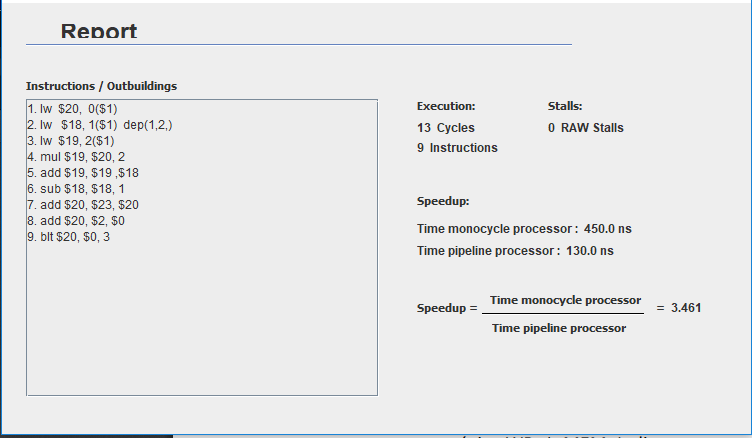 Report
Instructions / Outbuildings
1. lw $20, 0($1)
2. lw $18, 1($1) dep(1,2,)
3. lw $19, 2($1)
4. mul $19, $20, 2
5. add $19, $19 ,$18
6. sub $18, $18, 1
7. add $20, $23, $20
8. add $20, $2, $0
9. blt $20, $0, 3
Execution:
13 Cycles
9 Instructions
Stalls:
0 RAW Stalls
Speedup:
Time monocycle processor : 450.0 ns
Time pipeline processor : 130.0 ns
Speedup = Time monocycle processor = 3.461
Time pipeline processor